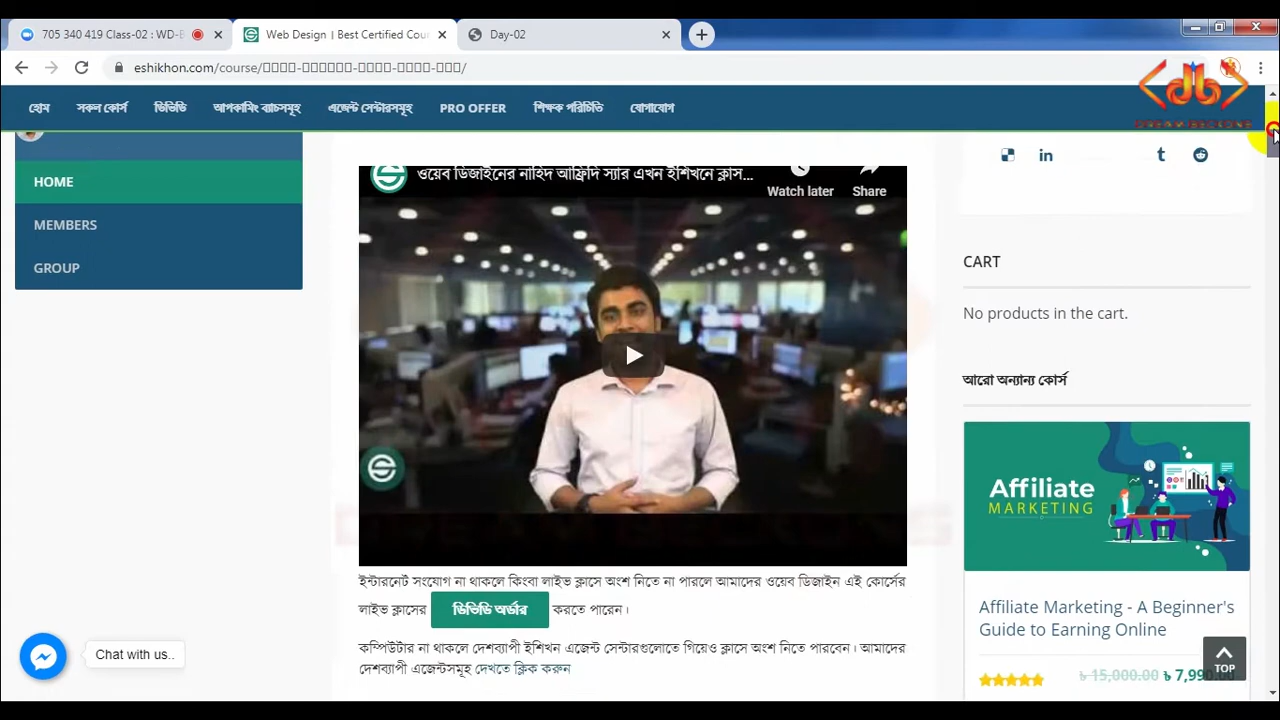 705 340 419 Class-02 : WD-B
Web Design | Best Certified Cour
Day-02
eshikhon.com/course/
হোম
সকল কোর্স
ডিভিডি
আপকামিং ব্যাচসমূহ
এজেন্ট সেন্টারসমূহ
PRO OFFER
শিক্ষক পরিচিতি
যোগাযোগ
HOME
MEMBERS
GROUP
ওয়েব ডিজাইনের নাহিদ আফ্রিদি স্যার এখন ইশিখনে ক্লাস...
Watch later
Share
ইন্টারনেট সংযোগ না থাকলে কিংবা লাইভ ক্লাসে অংশ নিতে না পারলে আমাদের ওয়েব ডিজাইন এই কোর্সের
লাইভ ক্লাসের ডিভিডি অর্ডার করতে পারেন।
কম্পিউটার না থাকলে দেশব্যাপী ইশিখন এজেন্ট সেন্টারগুলোতে গিয়েও ক্লাসে অংশ নিতে পারবেন। আমাদের
দেশব্যাপী এজেন্টসমূহ দেখতে ক্লিক করুন
in
t
CART
No products in the cart.
আরো অন্যান্য কোর্স
Affiliate
MARKETING
Affiliate Marketing - A Beginner's
Guide to Earning Online
৳ 15,000.00 ৳ 7,990.00
TOP
Chat with us..